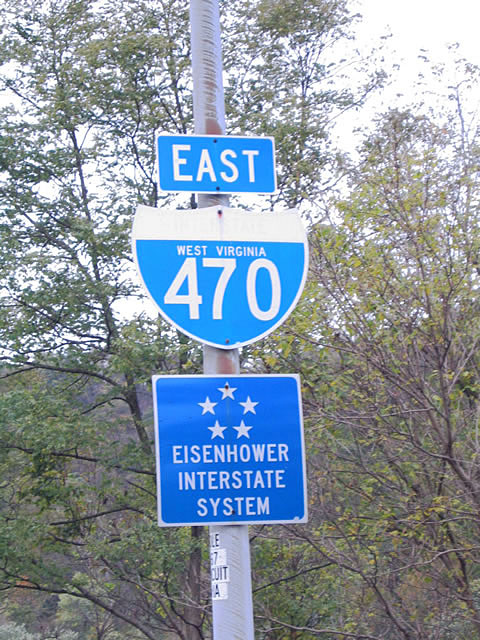 EAST
INTERSTATE
WEST VIRGINIA
470
EISENHOWER
INTERSTATE
SYSTEM